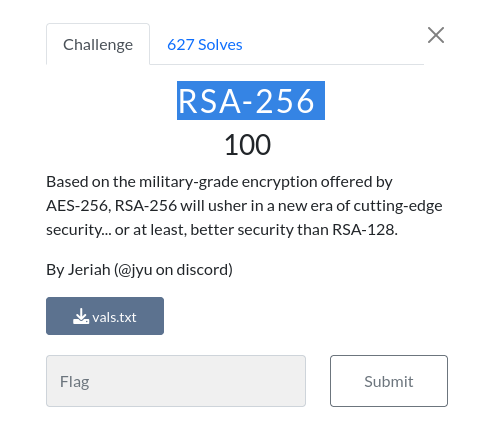 Challenge
627 Solves
RSA-256
100
Based on the military-grade encryption offered by
AES-256, RSA-256 will usher in a new era of cutting-edge
security... or at least, better security than RSA-128.
By Jeriah (@jyu on discord)
vals.txt
Flag
Submit